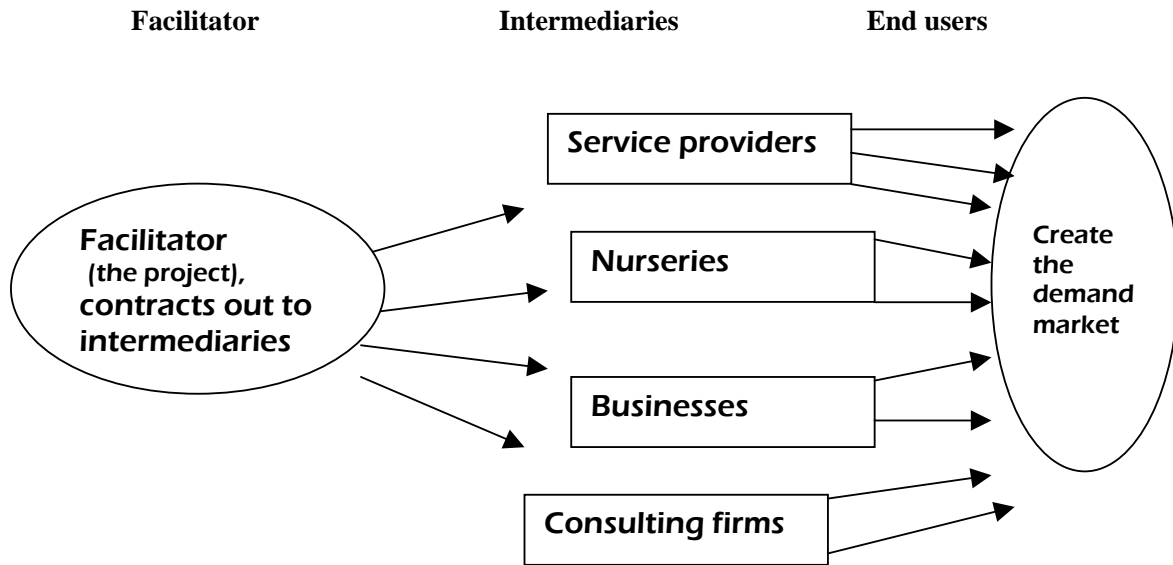 Facilitator Intermediaries End users
Facilitator
(the project),
contracts out to
intermediaries
Service providers
Nurseries
Businesses
Consulting firms
Create
the
demand
market